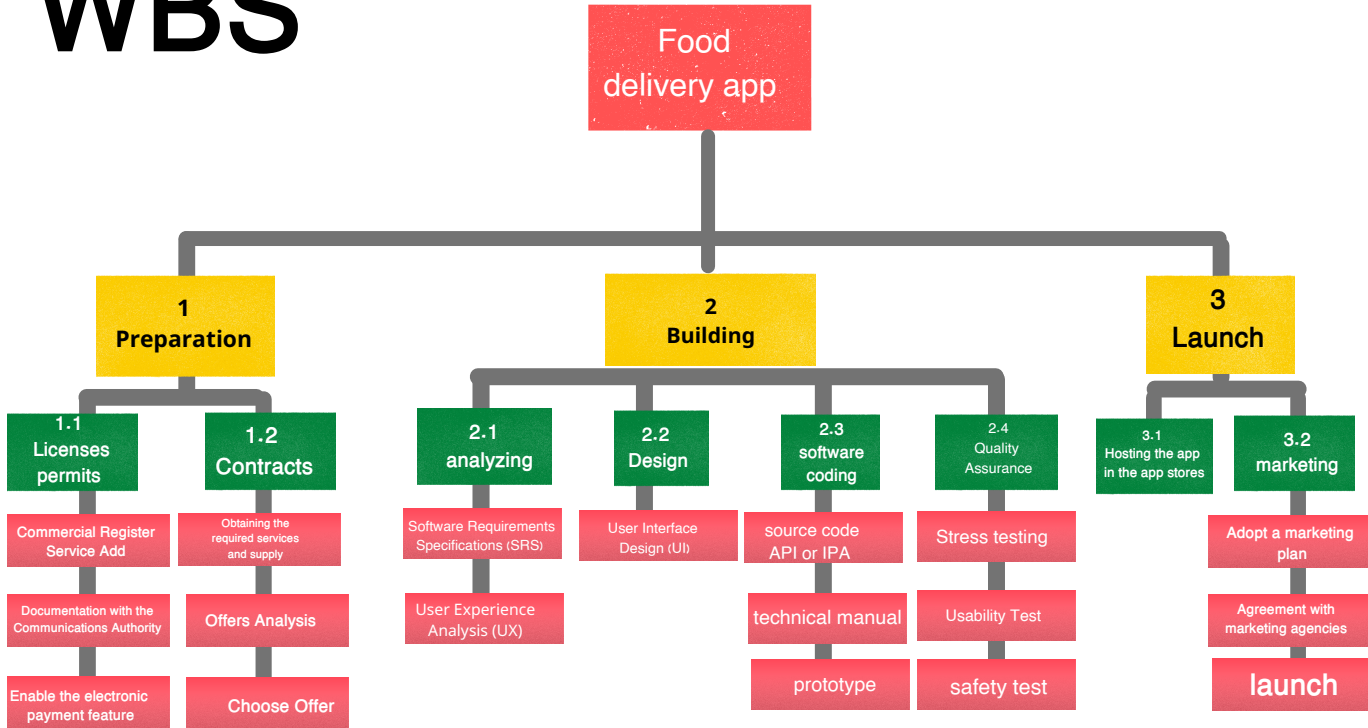 WBS
Food
delivery app
1
Preparation
2
Building
3
Launch
1.1
Licenses
permits
1.2
Contracts
2.1
analyzing
2.2
Design
2.3
software
coding
2.4
Quality
Assurance
3.1
Hosting the app
in the app stores
3.2
marketing
Commercial Register
Service Add
Documentation with the
Communications Authority
Enable the electronic
payment feature
Obtaining the
required services
and supply
Offers Analysis
Choose Offer
Software Requirements
Specifications (SRS)
User Experience
Analysis (UX)
User Interface
Design (UI)
source code
API or IPA
technical manual
prototype
Stress testing
Usability Test
safety test
Adopt a marketing
plan
Agreement with
marketing agencies
launch